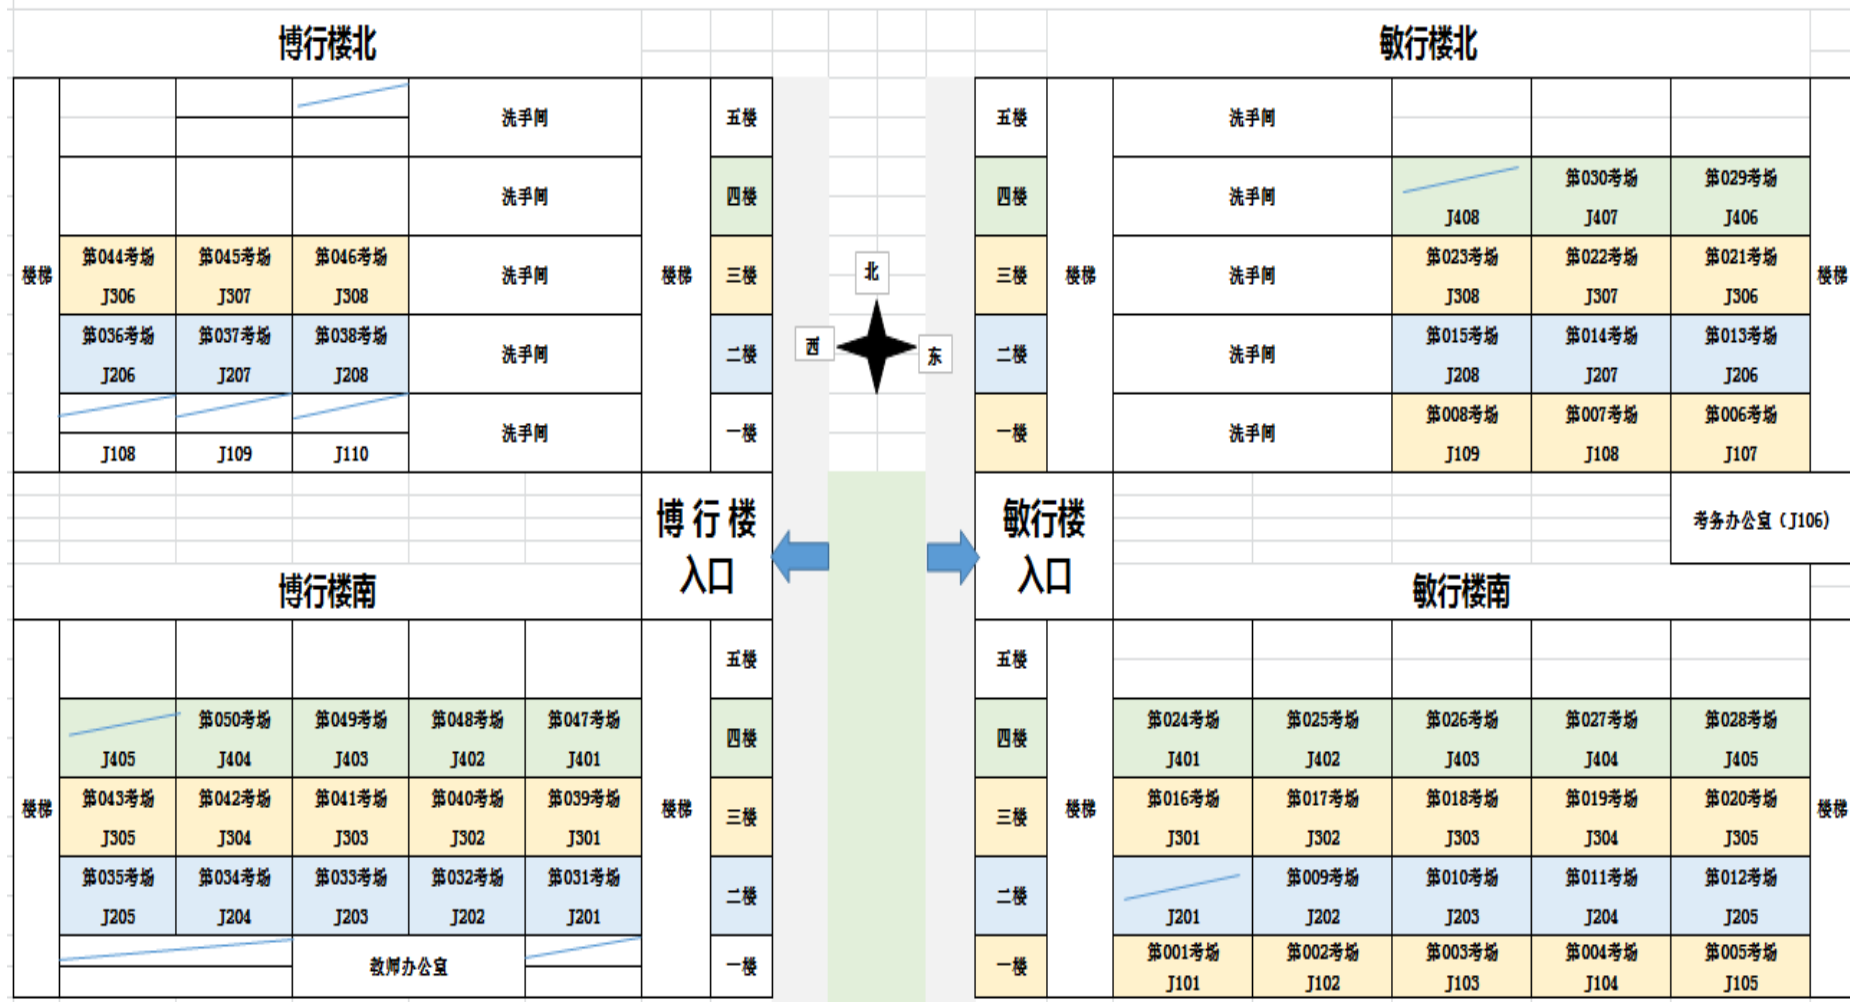 博行楼北
敏行楼北
洗手间
五楼
五楼
洗手间
洗手间
四楼
四楼
洗手间
第030考场
第029考场
J408
J407
J406
楼梯
第044考场
第045考场
第046考场
J306
J307
J308
洗手间
楼梯
三楼
北
三楼
楼梯
洗手间
第023考场
第022考场
第021考场
J308
J307
J306
楼梯
第036考场
第037考场
第038考场
J206
J207
J208
洗手间
二楼
西
东
二楼
洗手间
第015考场
第014考场
第013考场
J208
J207
J206
J108
J109
J110
洗手间
一楼
一楼
洗手间
第008考场
第007考场
第006考场
J109
J108
J107
博行楼
入口
敏行楼
入口
考务办公室（J106）
博行楼南
敏行楼南
五楼
五楼
第050考场
第049考场
第048考场
第047考场
J405
J404
J403
J402
J401
四楼
四楼
第024考场
第025考场
第026考场
第027考场
第028考场
J401
J402
J403
J404
J405
楼梯
第043考场
第042考场
第041考场
第040考场
第039考场
J305
J304
J303
J302
J301
楼梯
三楼
三楼
楼梯
第016考场
第017考场
第018考场
第019考场
第020考场
J301
J302
J303
J304
J305
楼梯
第035考场
第034考场
第033考场
第032考场
第031考场
J205
J204
J203
J202
J201
二楼
二楼
第009考场
第010考场
第011考场
第012考场
J201
J202
J203
J204
J205
教师办公室
一楼
一楼
第001考场
第002考场
第003考场
第004考场
第005考场
J101
J102
J103
J104
J105